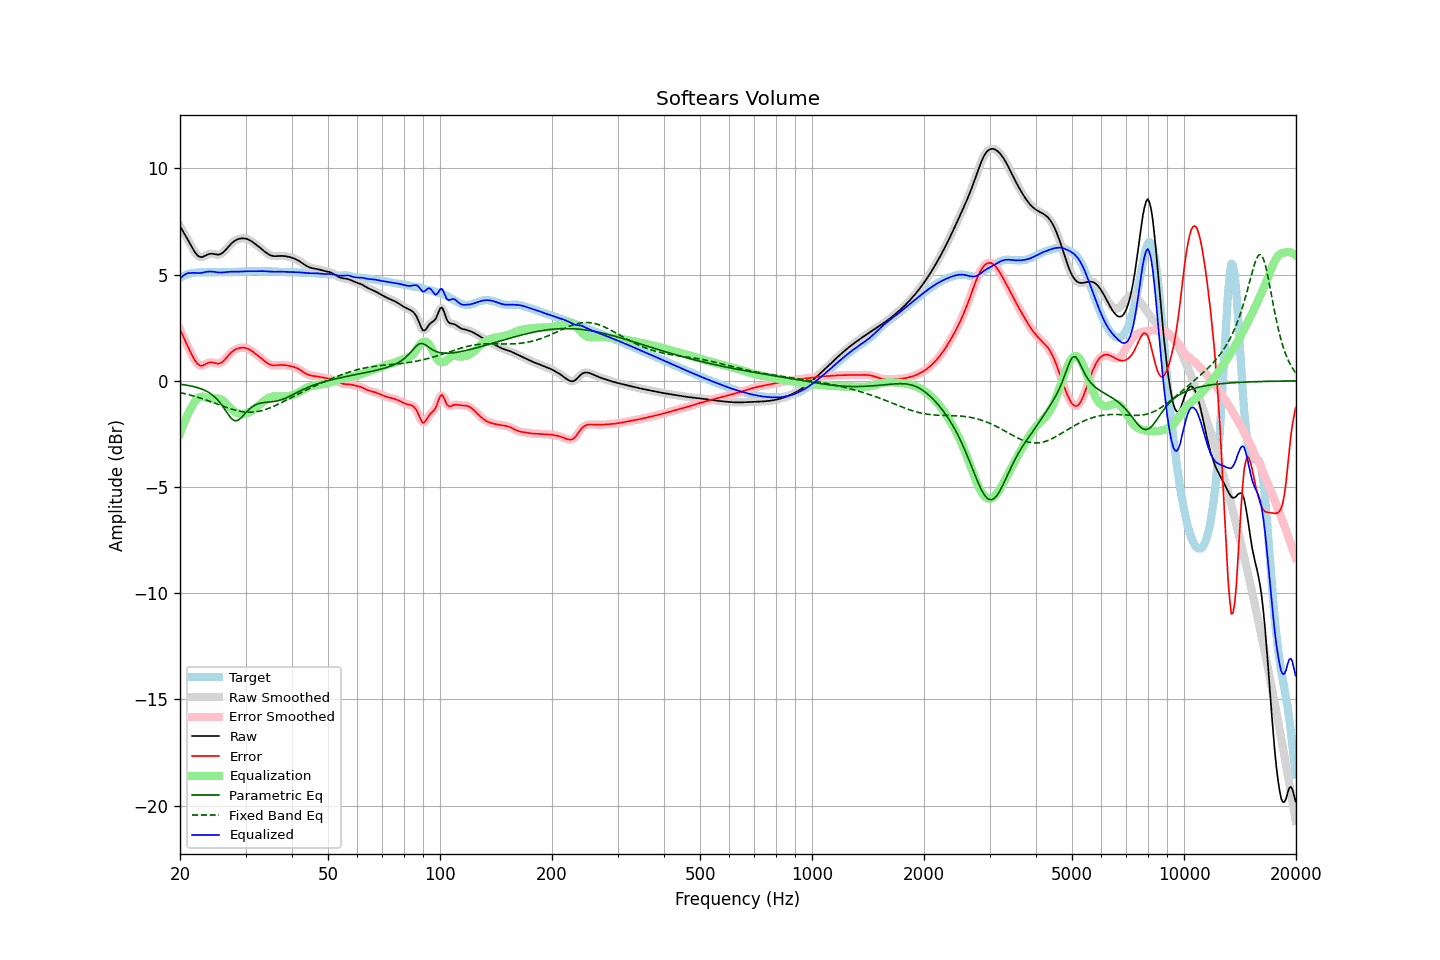 Softears Volume
Amplitude (dBr)
10
5
0
−5
−10
−15
−20
Target
Raw Smoothed
Error Smoothed
Raw
Error
Equalization
Parametric Eq
Fixed Band Eq
Equalized
20 50 100 200 500 1000 2000 5000 10000 20000
Frequency (Hz)